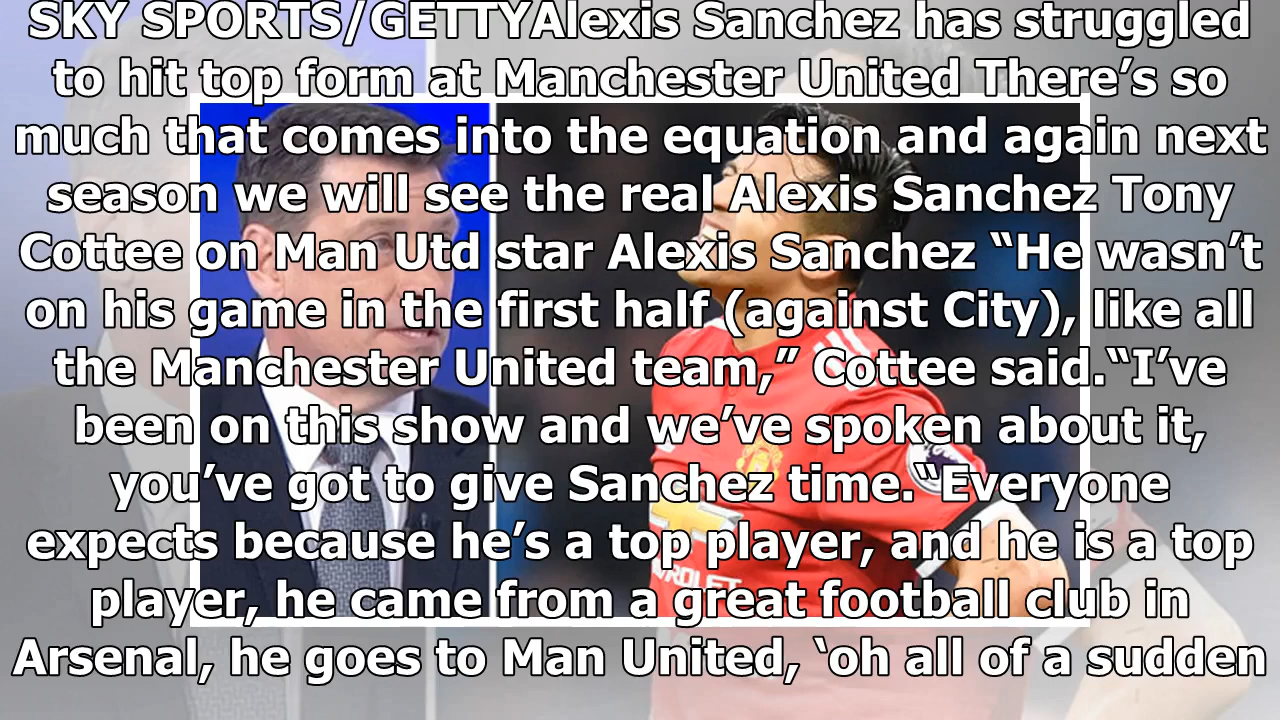 SKY SPORTS/GETTYAlexis Sanchez has struggled
to hit top form at Manchester United There’s so
much that comes into the equation and again next
season we will see the real Alexis Sanchez Tony
Cottee on Man Utd star Alexis Sanchez “He wasn’t
on his game in the first half (against City), like all
the Manchester United team,” Cottee said.“I’ve
been on this show and we’ve spoken about it,
you’ve got to give Sanchez time.“Everyone
expects because he’s a top player, and he is a top
player, he came from a great football club in
Arsenal, he goes to Man United, ‘oh all of a sudden
CHEVROLET